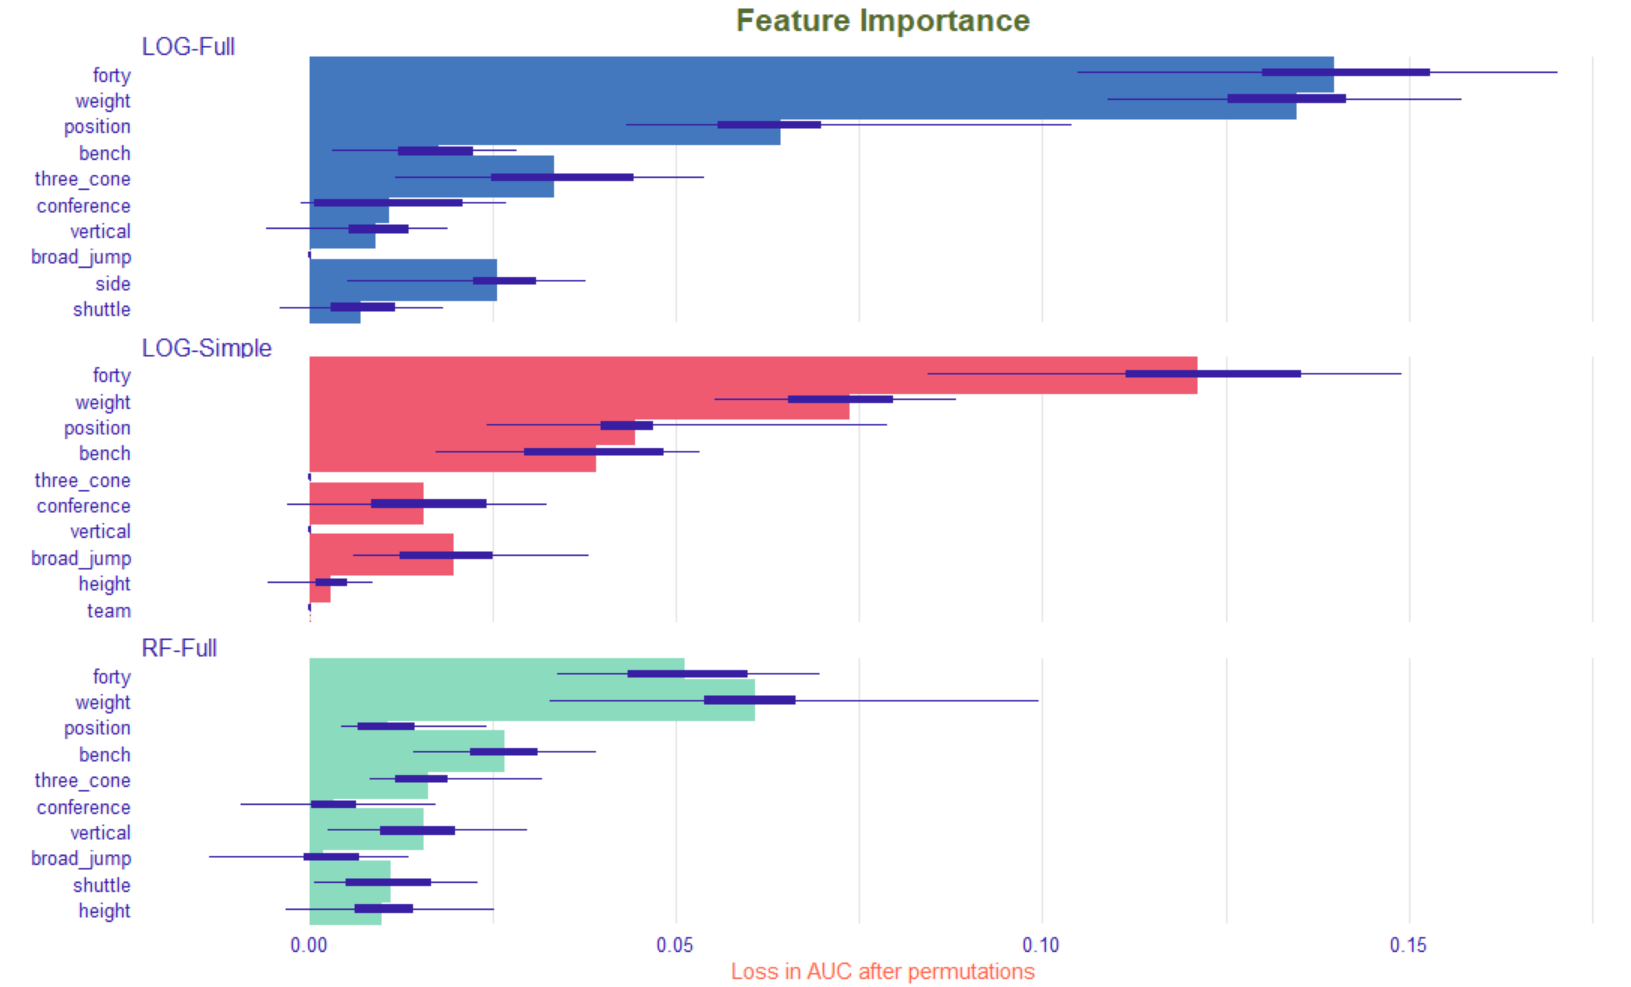 Feature Importance
LOG-Full
forty
weight
position
bench
three_cone
conference
vertical
broad_jump
side
shuttle
LOG-Simple
forty
weight
position
bench
three_cone
conference
vertical
broad_jump
height
team
RF-Full
forty
weight
position
bench
three_cone
conference
vertical
broad_jump
shuttle
height
0.00 0.05 0.10 0.15
Loss in AUC after permutations